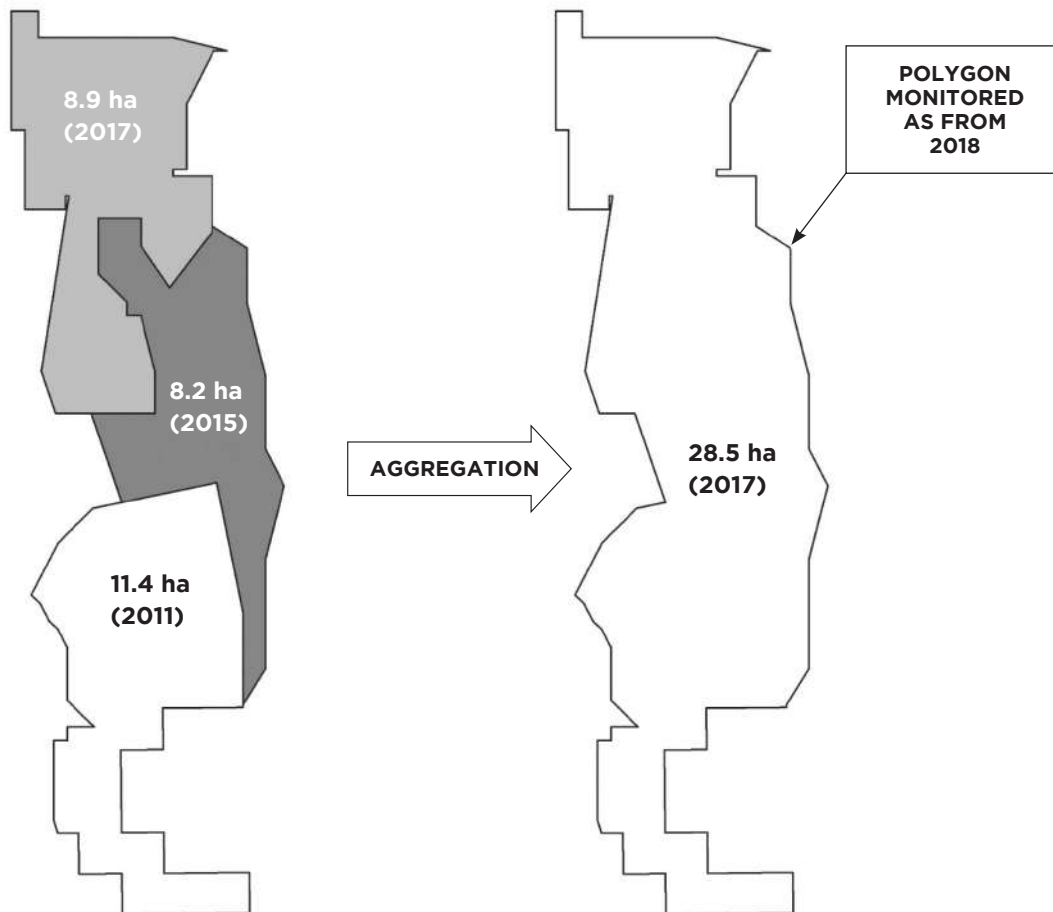 8.9 ha
(2017)
POLYGON
MONITORED
AS FROM
2018
8.2 ha
(2015)
AGGREGATION
28.5 ha
(2017)
11.4 ha
(2011)